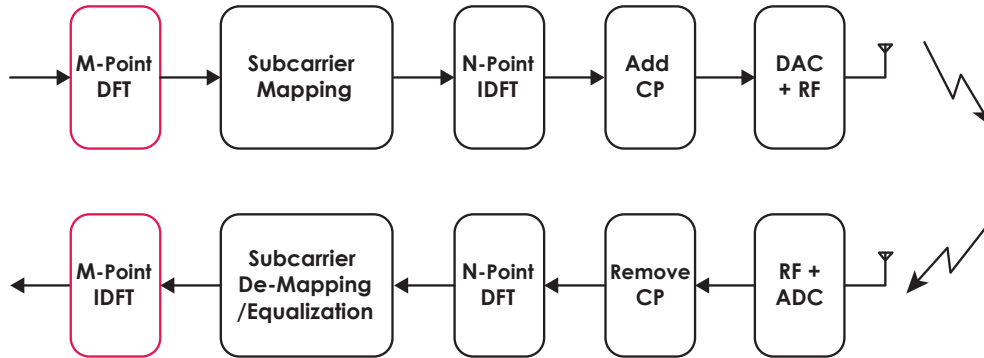 M-Point
DFT
Subcarrier
Mapping
N-Point
IDFT
Add
CP
DAC
+ RF
M-Point
IDFT
Subcarrier
De-Mapping
/Equalization
N-Point
DFT
Remove
CP
RF +
ADC